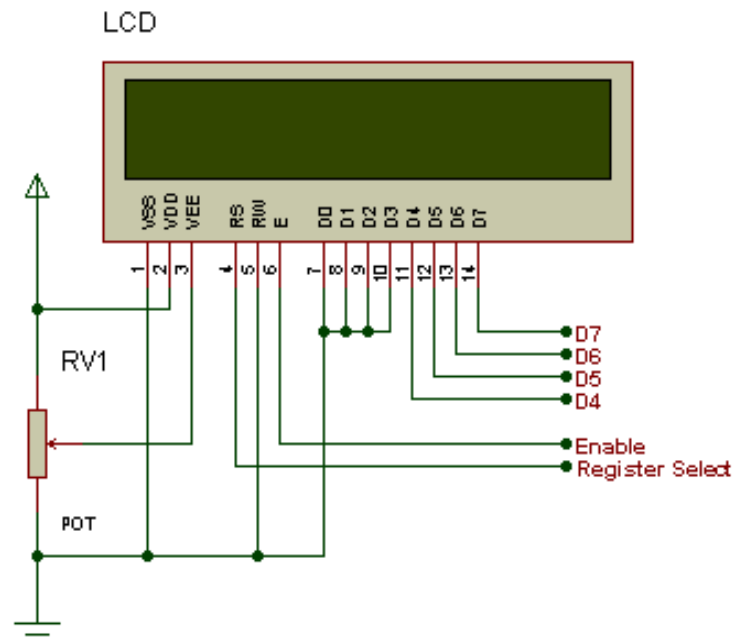 LCD
VSS
VDD
VEE
RS
RW
E
D0
D1
D2
D3
D4
D5
D6
D7
1
2
3
4
5
6
7
8
9
10
11
12
13
14
D7
D6
D5
D4
RV1
Enable
Register Select
POT